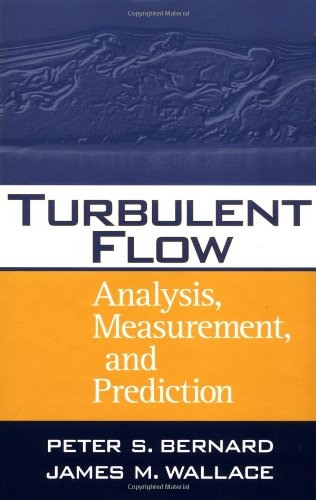 TURBULENT
FLOW
Analysis,
Measurement,
and
Prediction
PETER S. BERNARD
JAMES M. WALLACE